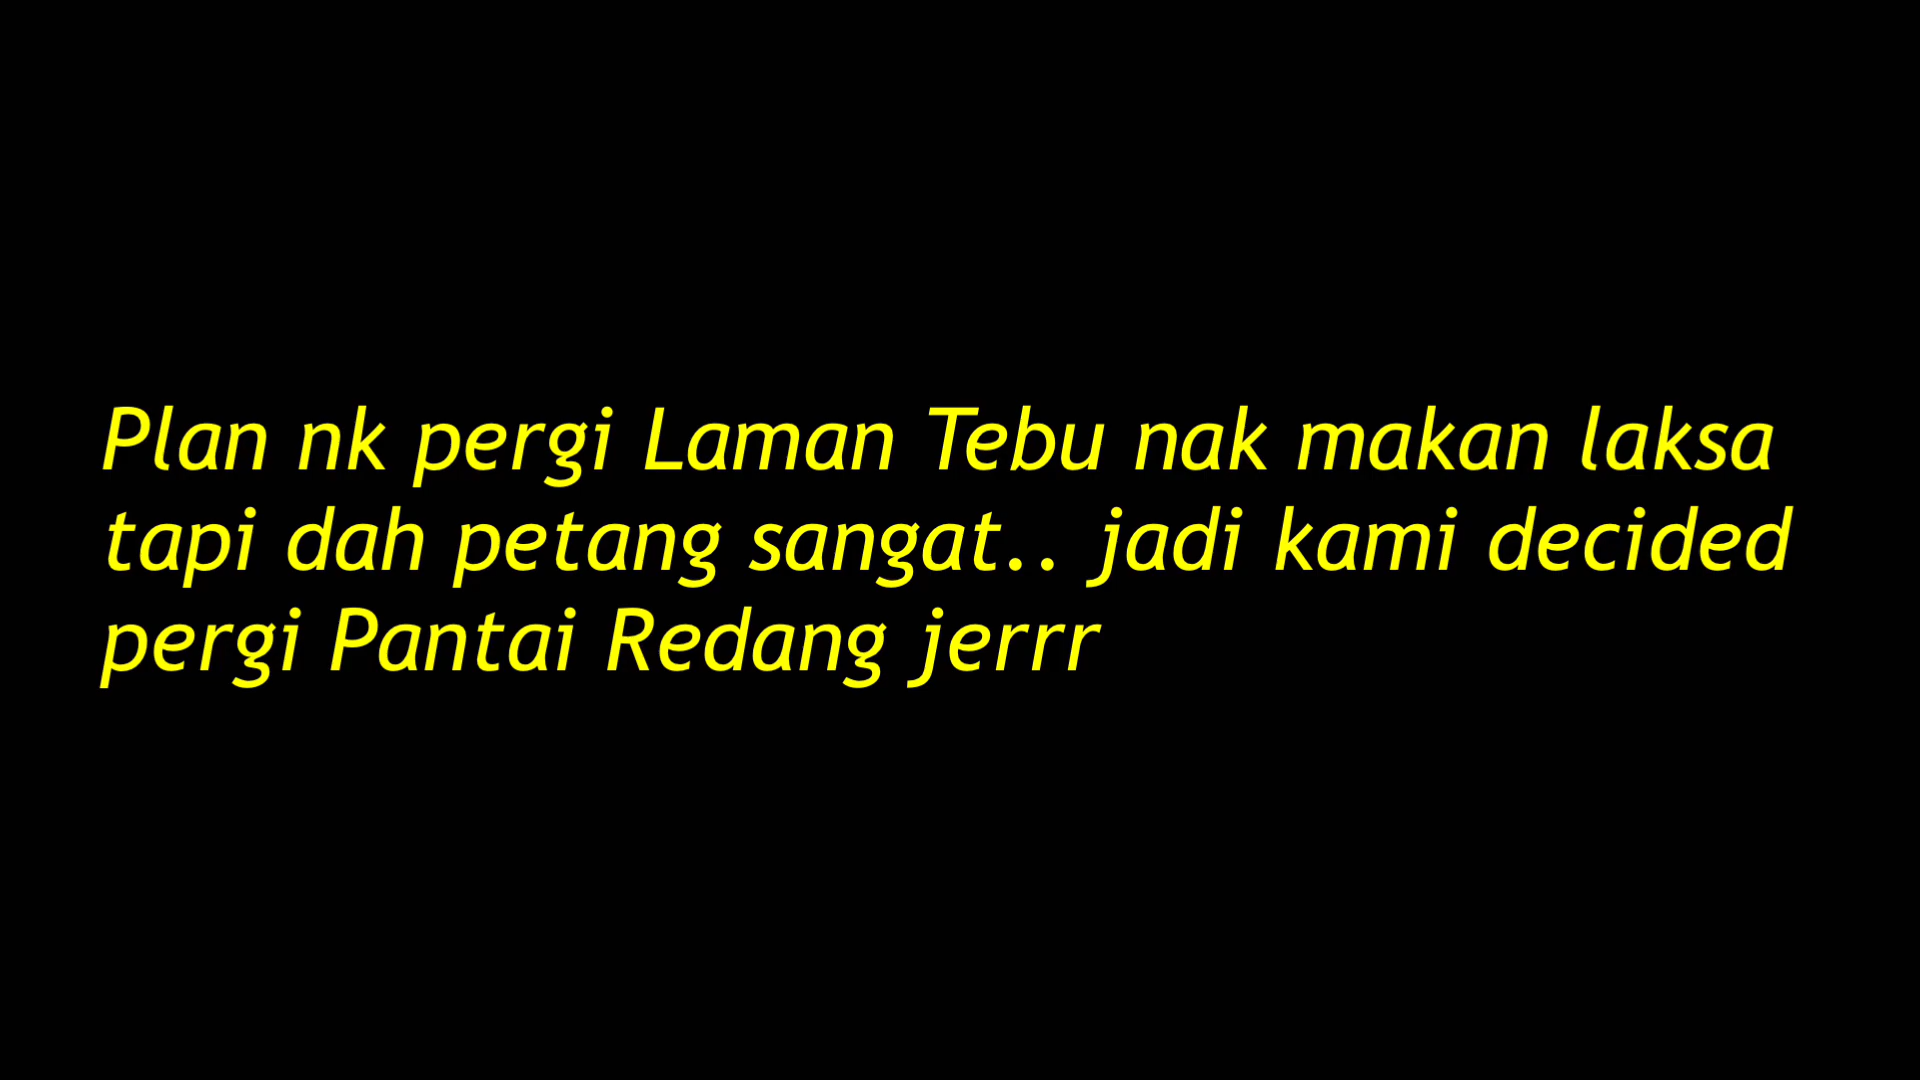 Plan nk pergi Laman Tebu nak makan laksa
tapi dah petang sangat.. jadi kami decided
pergi Pantai Redang jerrr